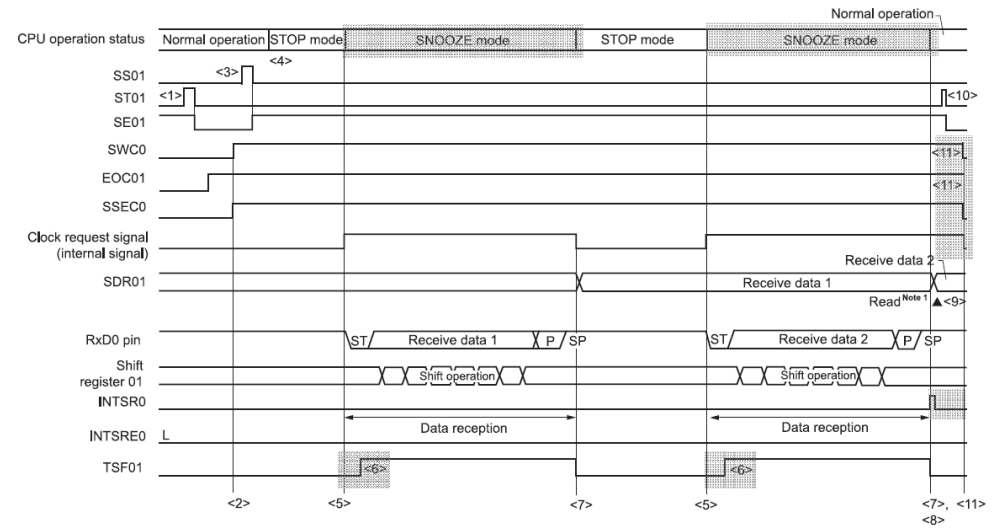 Normal operation
CPU operation status Normal operation STOP mode SNOOZE mode STOP mode SNOOZE mode
<4>
SS01 <3>
ST01 <1> <10>
SE01
SWC0 <11>
EOC01 <11>
SSEC0
Clock request signal
(internal signal)
Receive data 2
SDR01 Receive data 1
Read Note 1 ▲<9>
RxD0 pin ST Receive data 1 P SP ST Receive data 2 P SP
Shift
register 01 Shift operation Shift operation
INTSR0
Data reception Data reception
INTSRE0 L
TSF01 <6> <6>
<2> <5> <7> <5> <7>, <11>
<8>